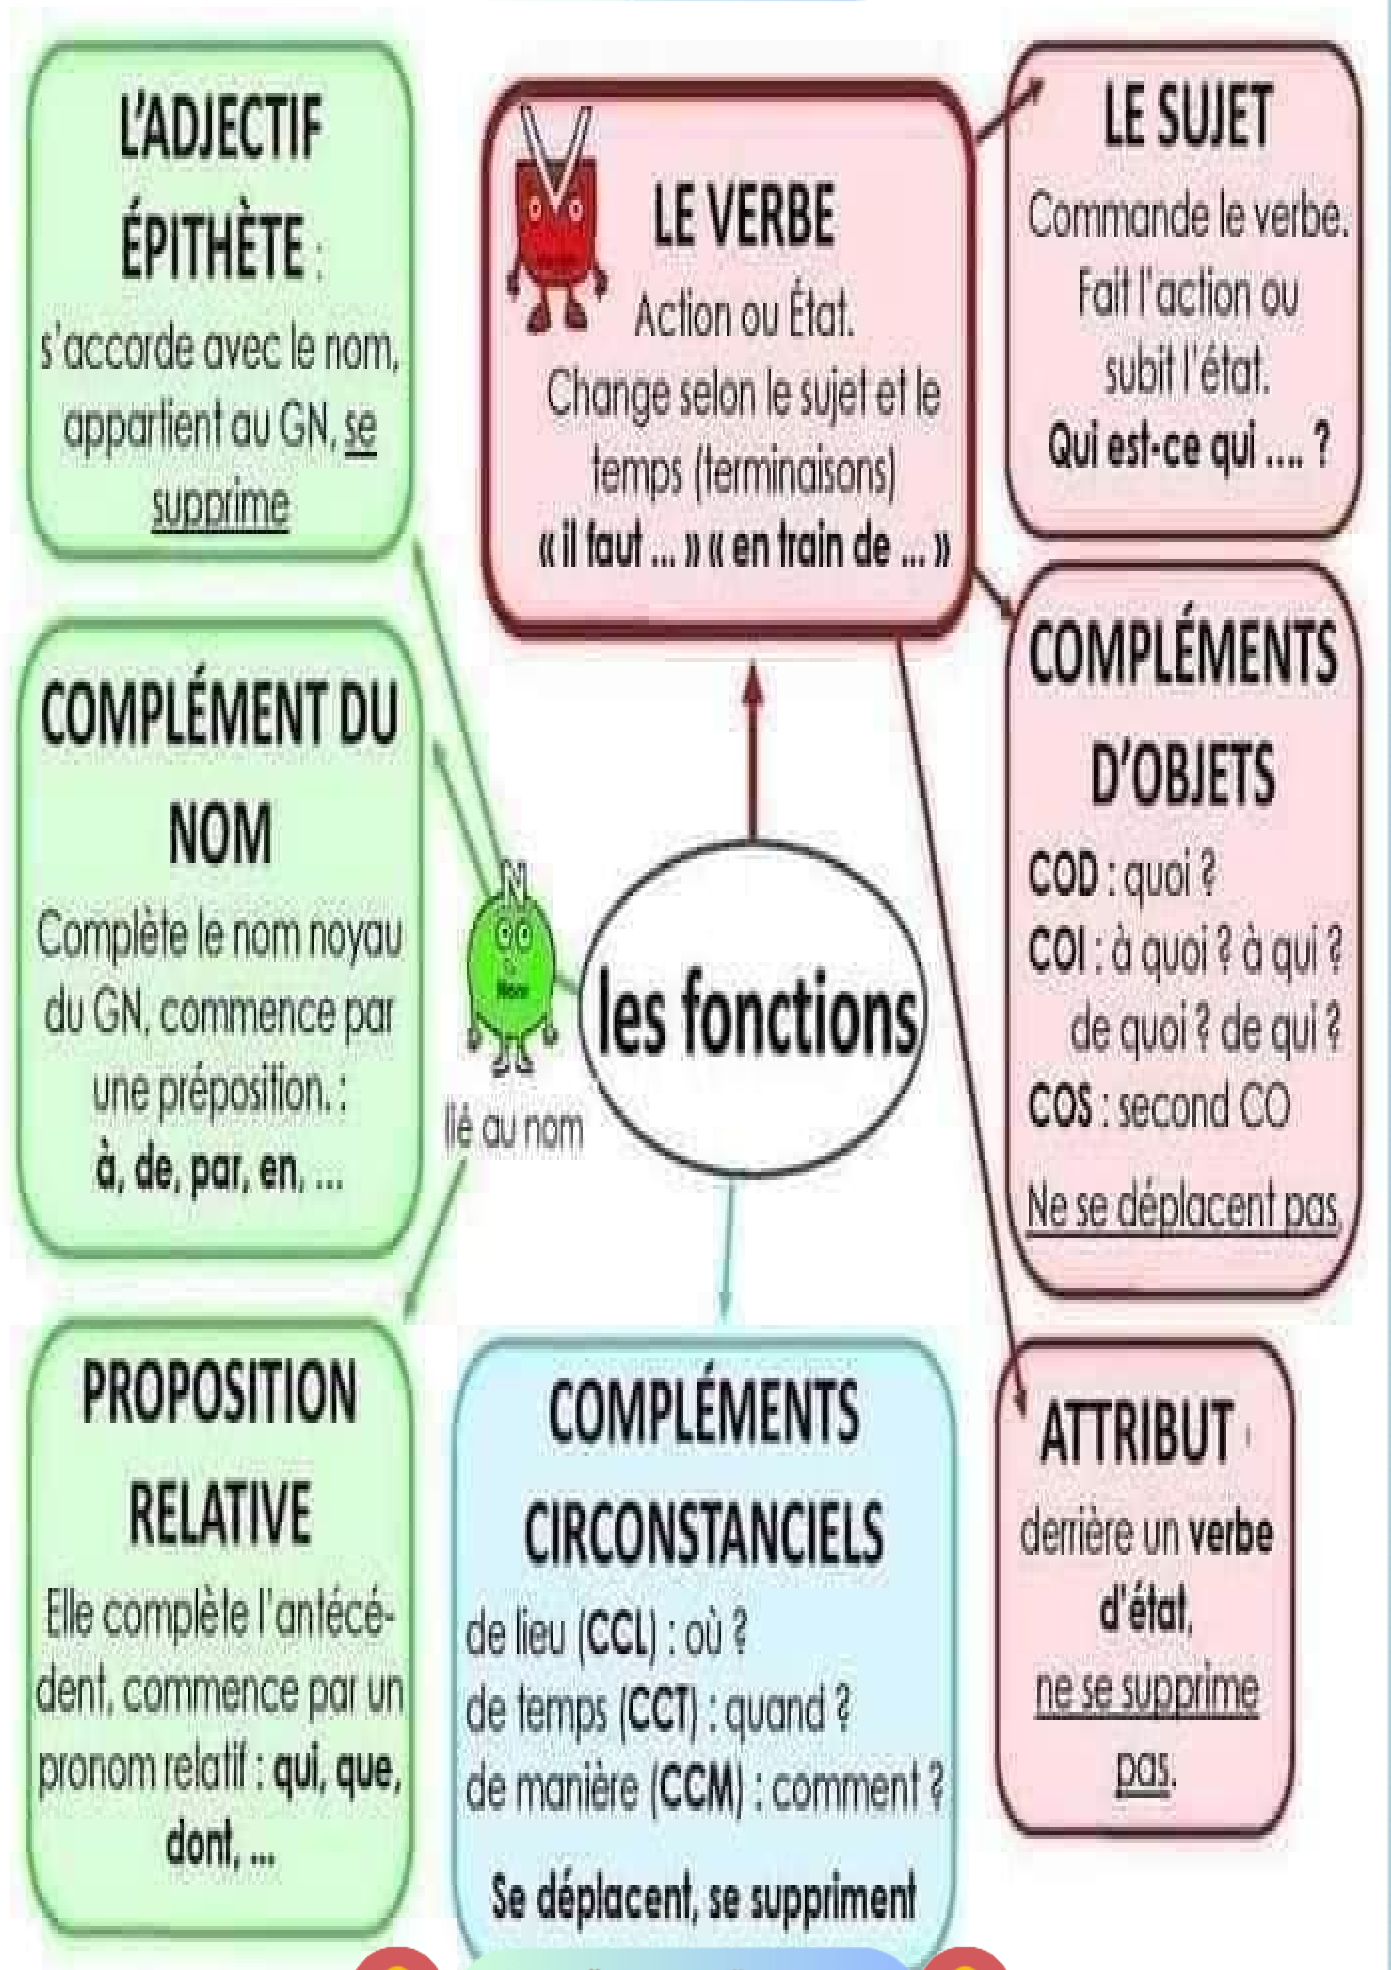 L'ADJECTIF
ÉPITHÈTE :
s'accorde avec le nom,
appartient au GN, se
supprime
COMPLÉMENT DU
NOM
Complète le nom noyau
du GN, commence par
une préposition. :
à, de, par, en, ...
PROPOSITION
RELATIVE
Elle complète l'antécé-
dent, commence par un
pronom relatif : qui, que,
dont, ...
LE VERBE
Action ou État.
Change selon le sujet et le
temps (terminaisons)
« il faut ... » « en train de ... »
N
Nom
lié au nom
les fonctions
COMPLÉMENTS
CIRCONSTANCIELS
de lieu (CCL) : où ?
de temps (CCT) : quand ?
de manière (CCM) : comment ?
Se déplacent, se suppriment
LE SUJET
Commande le verbe.
Fait l'action ou
subit l'état.
Qui est-ce qui .... ?
COMPLÉMENTS
D'OBJETS
COD : quoi ?
COI : à quoi ? à qui ?
de quoi ? de qui ?
COS : second CO
Ne se déplacent pas
ATTRIBUT :
derrière un verbe
d'état,
ne se supprime
pas.